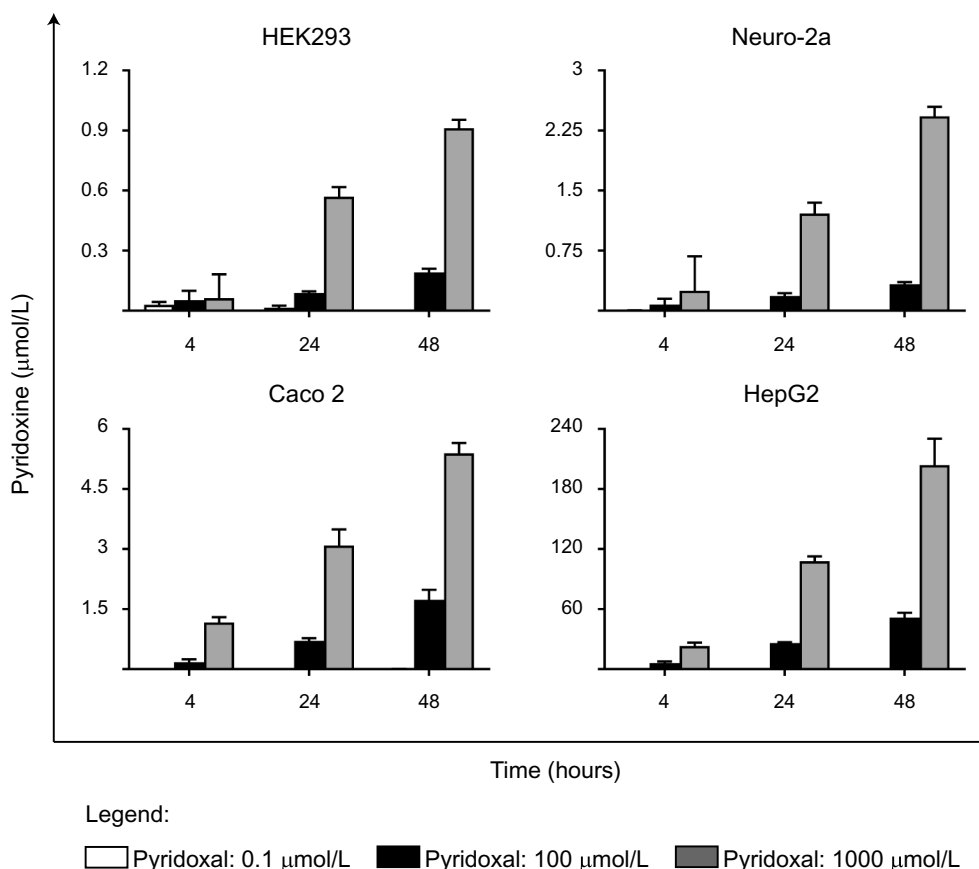 HEK293
Neuro-2a
1.2
0.9
0.6
0.3
3
2.25
1.5
0.75
4 24 48
4 24 48
Caco 2
HepG2
6
4.5
3
1.5
240
180
120
60
4 24 48
4 24 48
Pyridoxine (μmol/L)
Time (hours)
Legend:
Pyridoxal: 0.1 μmol/L Pyridoxal: 100 μmol/L Pyridoxal: 1000 μmol/L